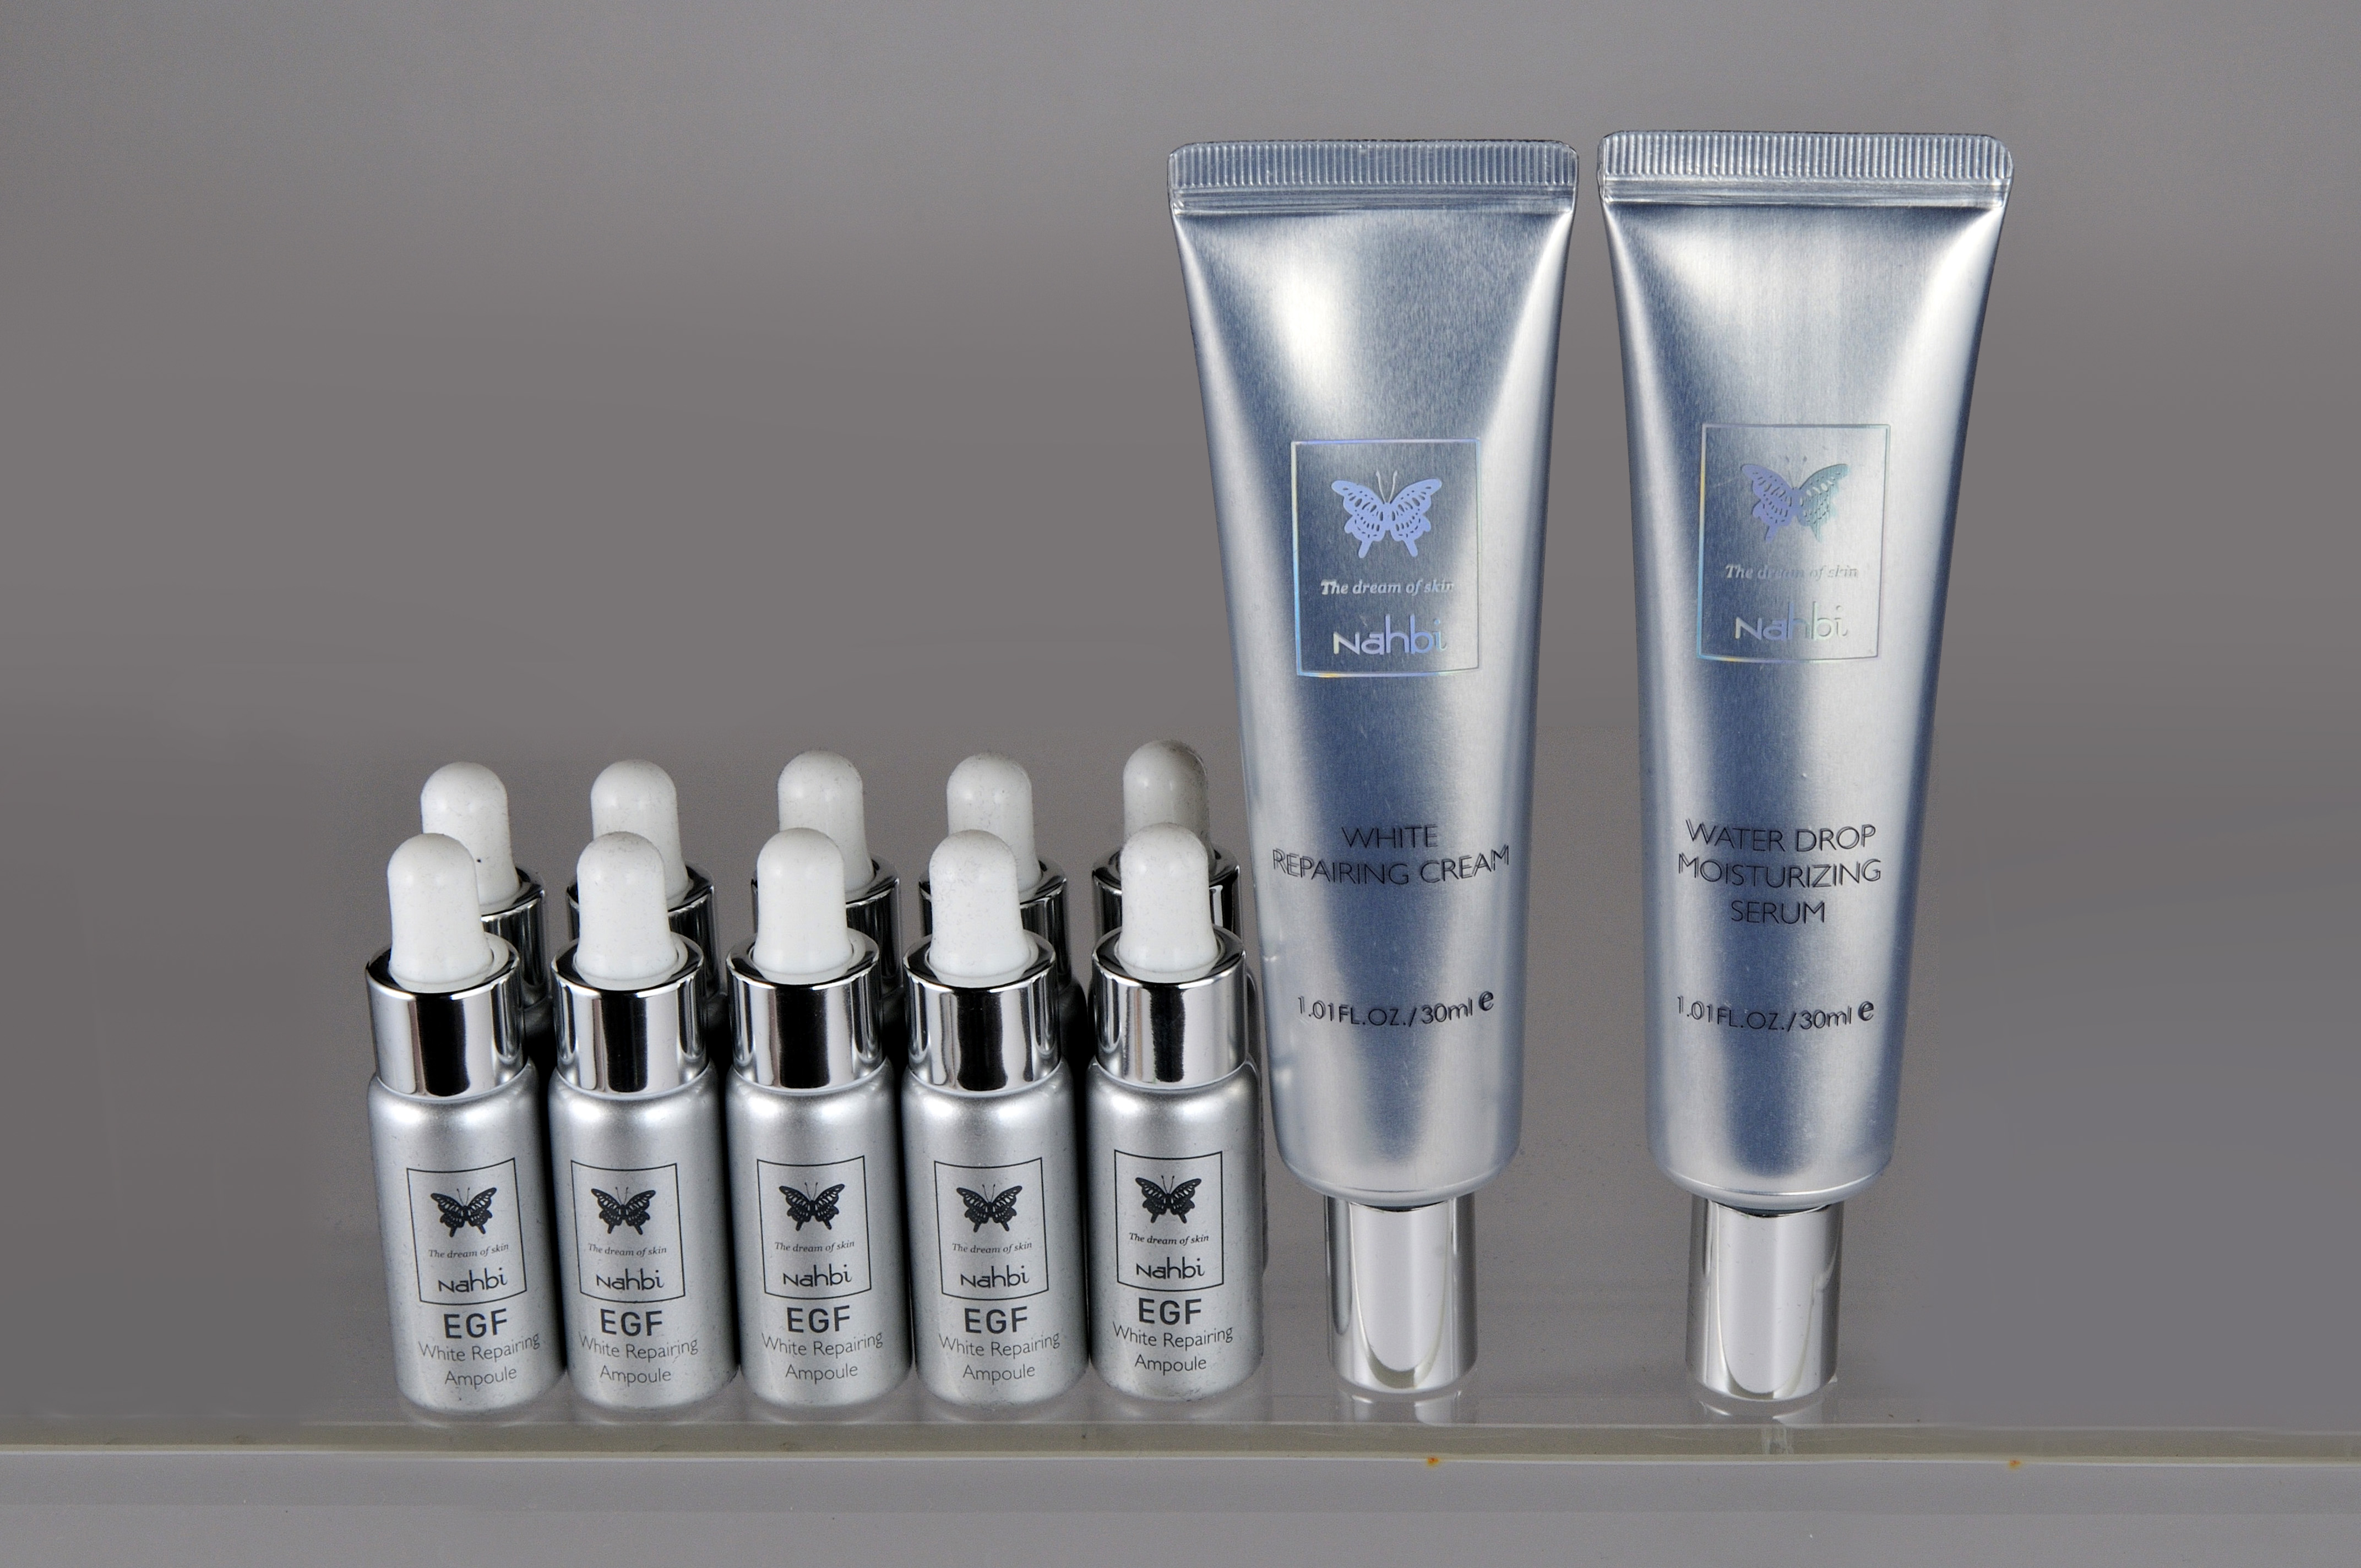 The dream of skin
Nahbi
WHITE
REPAIRING CREAM
1.01FL.OZ./30ml e
The dream of skin
Nahbi
WATER DROP
MOISTURIZING
SERUM
1.01FL.OZ./30ml e
The dream of skin
Nahbi
EGF
White Repairing
Ampoule
The dream of skin
Nahbi
EGF
White Repairing
Ampoule
The dream of skin
Nahbi
EGF
White Repairing
Ampoule
The dream of skin
Nahbi
EGF
White Repairing
Ampoule
The dream of skin
Nahbi
EGF
White Repairing
Ampoule